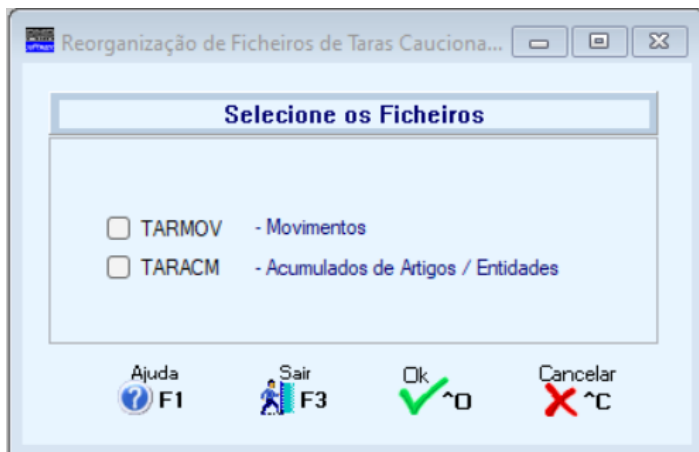 Reorganização de Ficheiros de Taras Cauciona...
Selecione os Ficheiros
TARMOV - Movimentos
TARACM - Acumulados de Artigos / Entidades
Ajuda Sair Ok Cancelar
F1 F3 ^O ^C